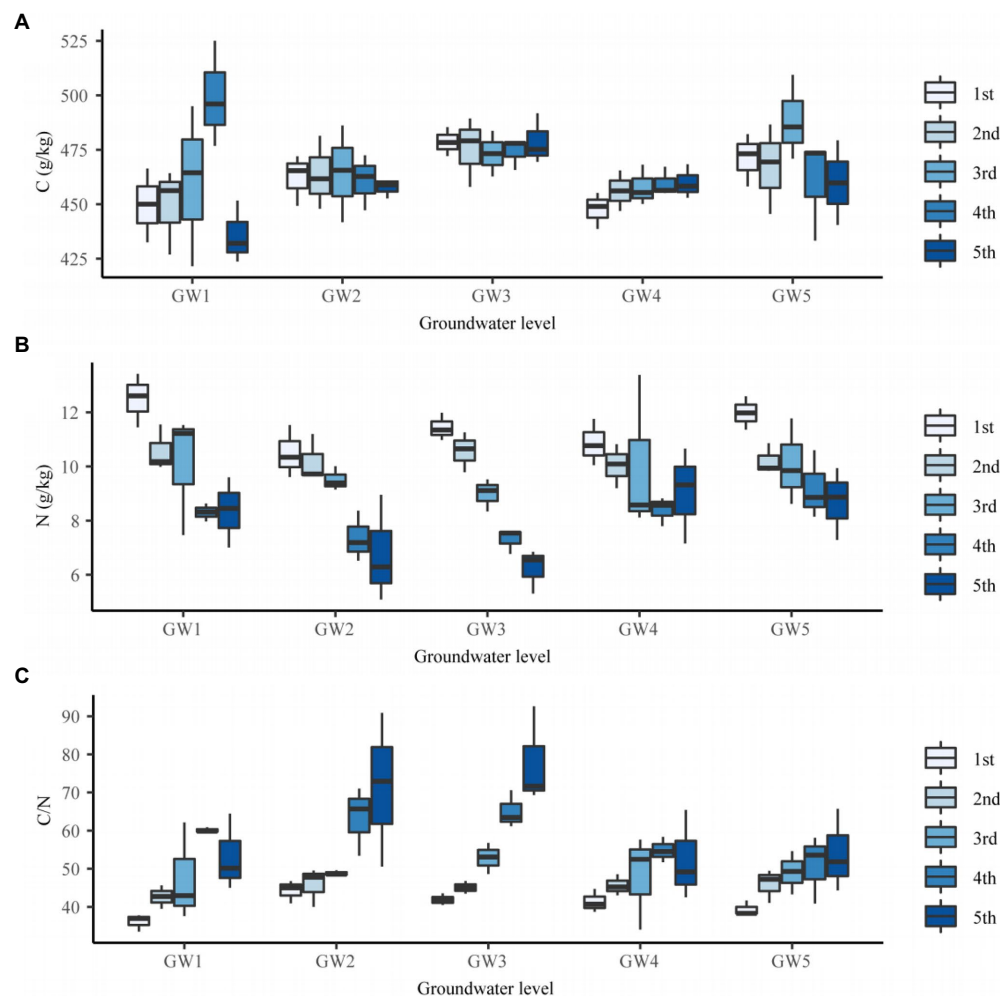 A
C (g/kg)
525
500
475
450
425
GW1 GW2 GW3 GW4 GW5
Groundwater level
1st
2nd
3rd
4th
5th
B
N (g/kg)
12
10
8
6
GW1 GW2 GW3 GW4 GW5
Groundwater level
1st
2nd
3rd
4th
5th
C
C/N
90
80
70
60
50
40
GW1 GW2 GW3 GW4 GW5
Groundwater level
1st
2nd
3rd
4th
5th